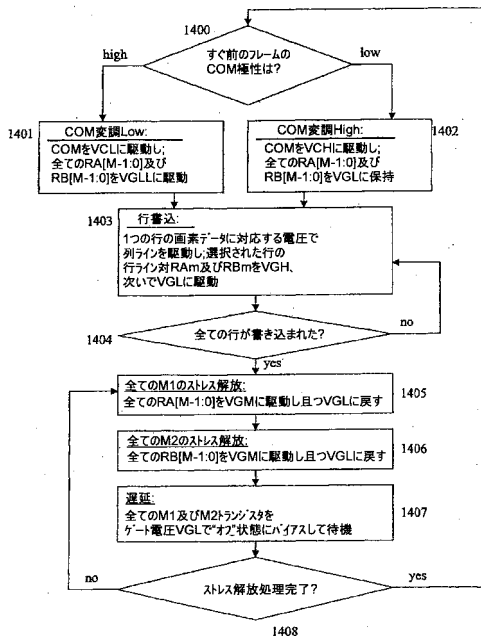 1400
すぐ前のフレームの
COM極性は?
high
low
1401
COM変調Low:
COMをVCLに駆動し;
全てのRA[M-1:0]及び
RB[M-1:0]をVGLLに駆動
COM変調High:
COMをVCHに駆動し;
全てのRA[M-1:0]及び
RB[M-1:0]をVGLに保持
1402
1403
行書込:
1つの行の画素データに対応する電圧で
列ラインを駆動し;選択された行の
行ライン対RAm及びRBmをVGH、
次いでVGLに駆動
1404
全ての行が書き込まれた?
no
yes
全てのM1のストレス解放:
全てのRA[M-1:0]をVGMに駆動し且つVGLに戻す
1405
全てのM2のストレス解放:
全てのRB[M-1:0]をVGMに駆動し且つVGLに戻す
1406
遅延:
全てのM1及びM2トランジスタを
ゲート電圧VGLで"オフ"状態にバイアスして待機
1407
no
ストレス解放処理完了?
yes
1408